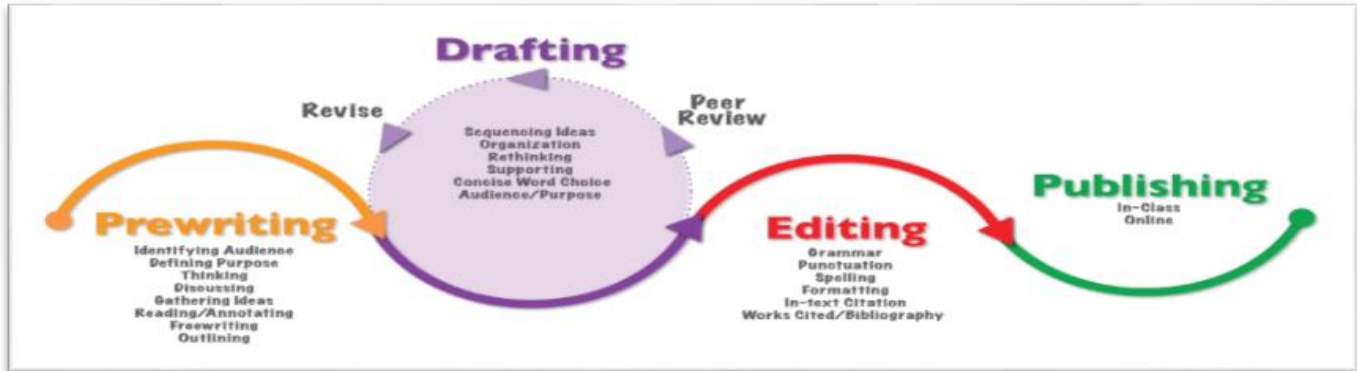 Drafting
Revise
Peer
Review
Sequencing Ideas
Organization
Rethinking
Supporting
Concise Word Choice
Audience/Purpose
Prewriting
Identifying Audience
Defining Purpose
Thinking
Discussing
Gathering Ideas
Reading/Annotating
Freewriting
Outlining
Editing
Grammar
Punctuation
Spelling
Formatting
In-text Citation
Works Cited/Bibliography
Publishing
In-Class
Online